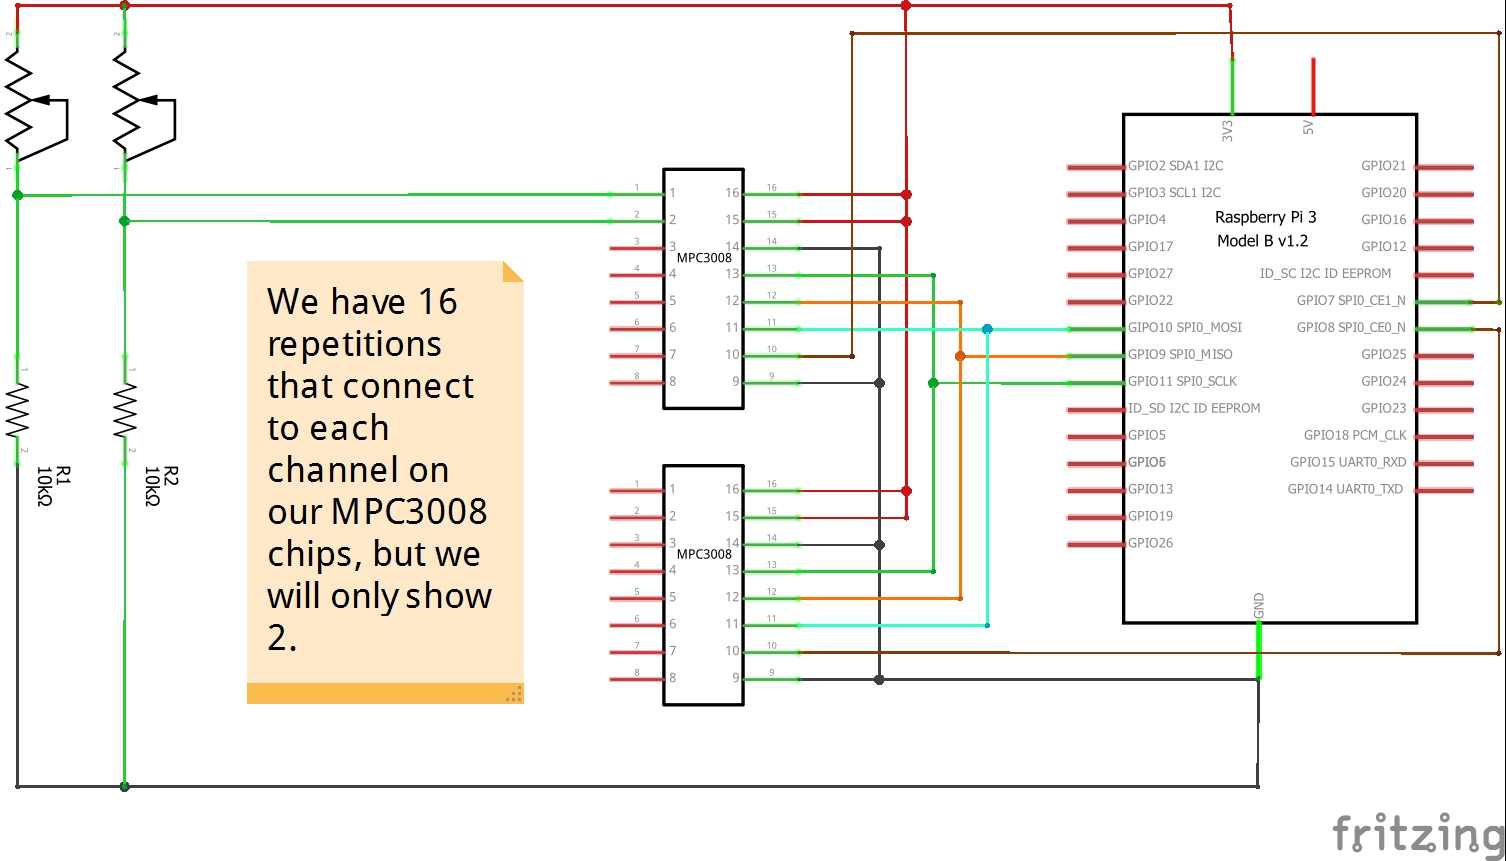 2
2
1
1
1
1
2
2
R1
10kΩ
R2
10kΩ
We have 16
repetitions
that connect
to each
channel on
our MPC3008
chips, but we
will only show
2.
MPC3008
1 1 16 16
2 2 15 15
3 3 14 14
4 4 13 13
5 5 12 12
6 6 11 11
7 7 10 10
8 8 9 9
MPC3008
1 1 16 16
2 2 15 15
3 3 14 14
4 4 13 13
5 5 12 12
6 6 11 11
7 7 10 10
8 8 9 9
3V3
5V
Raspberry Pi 3
Model B v1.2
GPIO2 SDA1 I2C
GPIO3 SCL1 I2C
GPIO4
GPIO17
GPIO27
GPIO22
GIPO10 SPI0_MOSI
GPIO9 SPI0_MISO
GPIO11 SPI0_SCLK
ID_SD I2C ID EEPROM
GPIO5
GPIO6
GPIO13
GPIO19
GPIO26
GPIO21
GPIO20
GPIO16
GPIO12
ID_SC I2C ID EEPROM
GPIO7 SPI0_CE1_N
GPIO8 SPI0_CE0_N
GPIO25
GPIO24
GPIO23
GPIO18 PCM_CLK
GPIO15 UART0_RXD
GPIO14 UART0_TXD
GND
fritzing